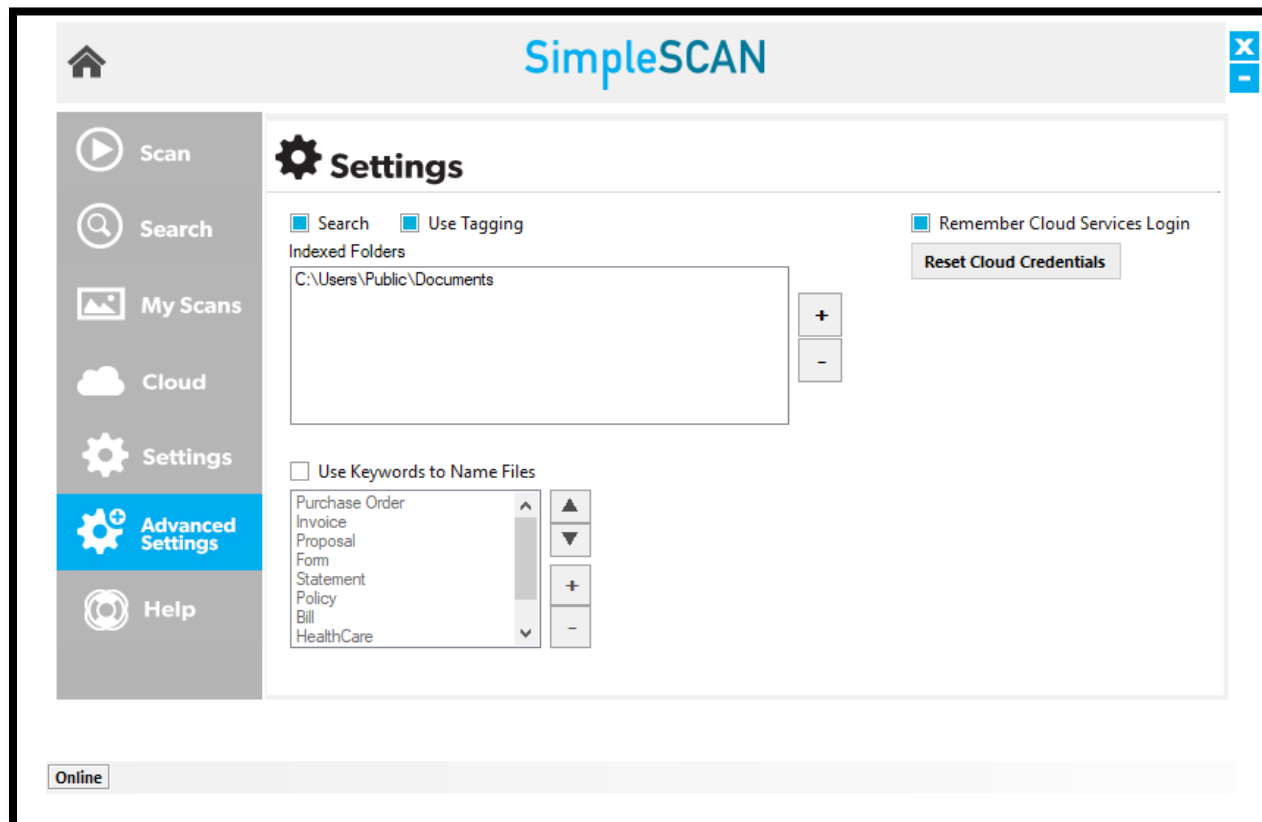 SimpleSCAN
X
-
Scan
Search
My Scans
Cloud
Settings
Advanced
Settings
Help
Settings
Search
Use Tagging
Remember Cloud Services Login
Indexed Folders
Reset Cloud Credentials
C:\Users\Public\Documents
+
-
Use Keywords to Name Files
Purchase Order
Invoice
Proposal
Form
Statement
Policy
Bill
HealthCare
+
-
Online